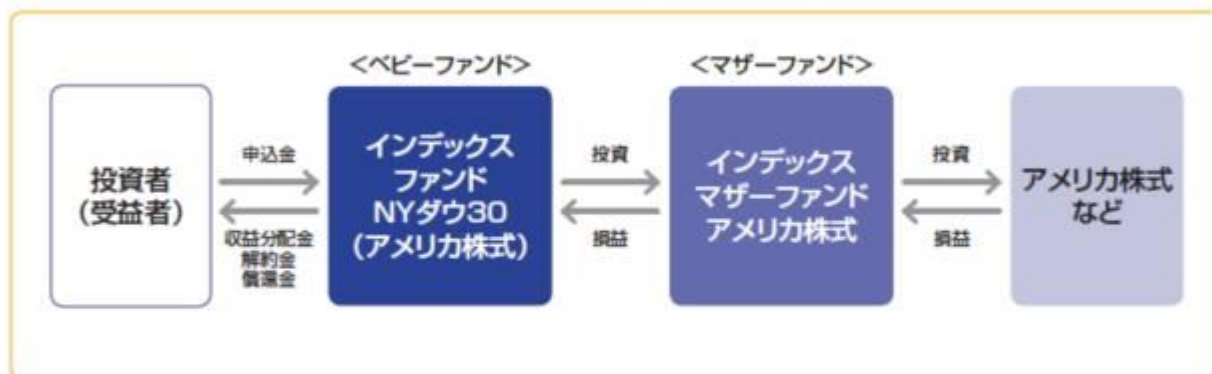 <ベビーファンド>
<マザーファンド>
投資者
(受益者)
申込金
収益分配金
解約金
償還金
インデックス
ファンド
NYダウ30
(アメリカ株式)
投資
損益
インデックス
マザーファンド
アメリカ株式
投資
損益
アメリカ株式
など